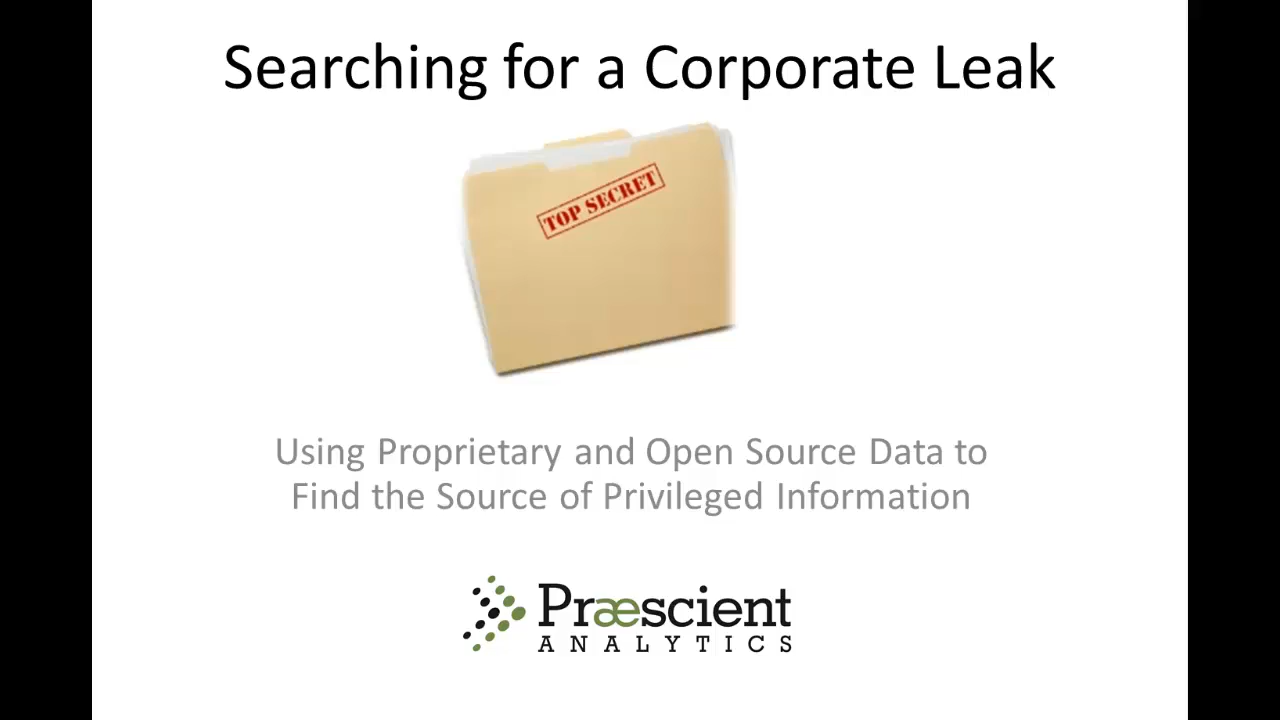 Searching for a Corporate Leak
TOP SECRET
Using Proprietary and Open Source Data to
Find the Source of Privileged Information
Præscient
ANALYTICS